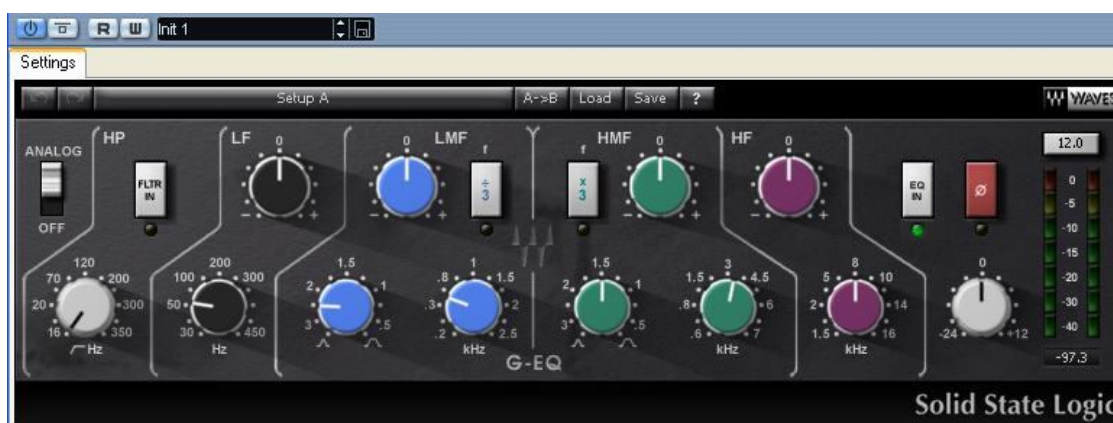 R W Init 1
Settings
Setup A A->B Load Save ? WAVES
ANALOG HP LF 0 LMF f f HMF 0 HF 0 12.0
0 0
FLTR IN ÷ 3 × 3 EQ IN ø 0
-5
OFF - + - + - + - + -10
-15
120 200 1.5 1 1.5 3 8 0 -20
70 200 100 300 2 1 .8 1.5 2 1 1.5 4.5 5 10
20 300 50 .3 2 .8 6 2 14 -30
16 350 30 450 3 .5 .2 2.5 3 .5 .6 7 1.5 16 -24 +12 -40
Hz Hz kHz kHz kHz
G-EQ -97.3
Solid State Logic